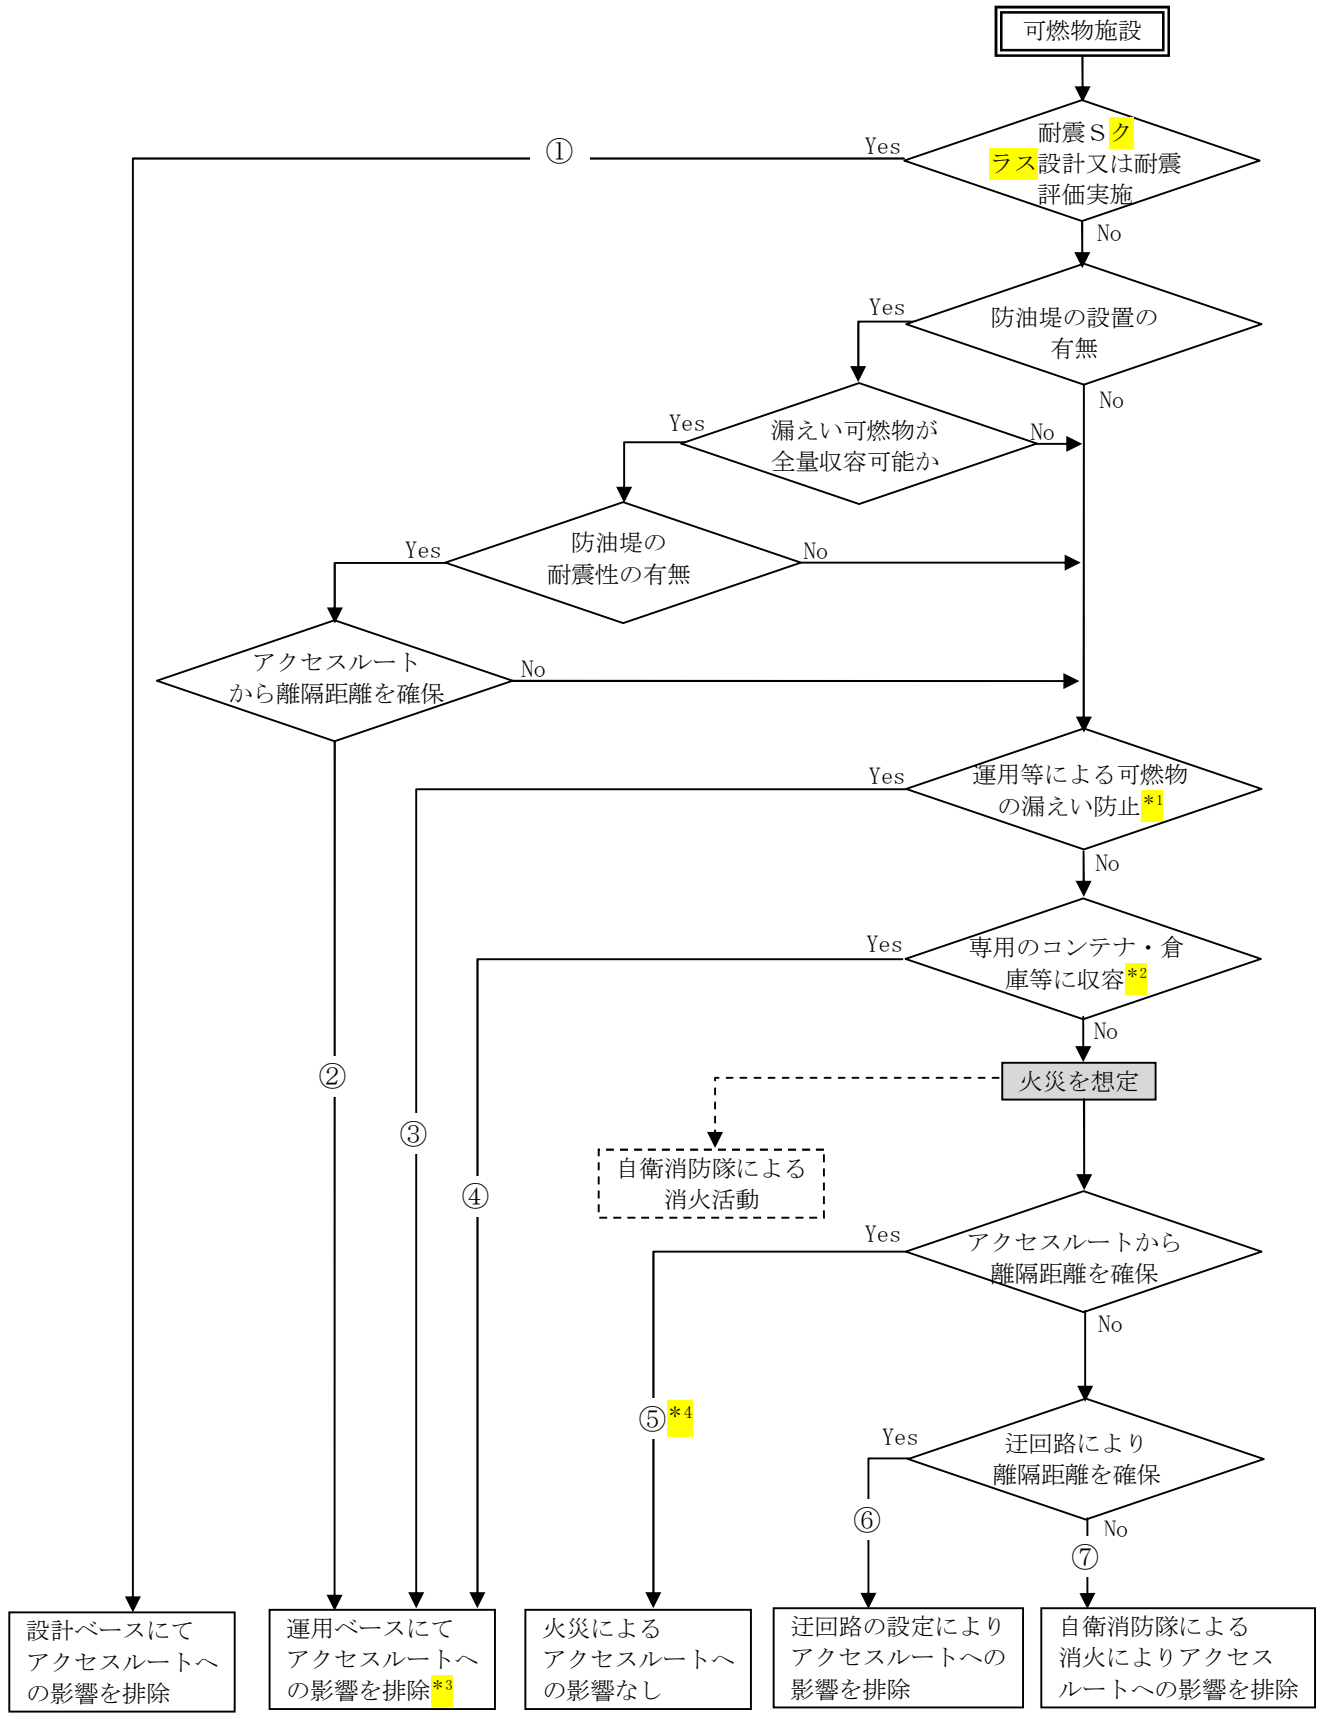 可燃物施設
耐震Ｓク
ラス設計又は耐震
評価実施
Yes
①
No
防油堤の設置の
有無
Yes
No
漏えい可燃物が
全量収容可能か
Yes
No
防油堤の
耐震性の有無
Yes
No
アクセスルート
から離隔距離を確保
No
運用等による可燃物
の漏えい防止*1
Yes
No
専用のコンテナ・倉
庫等に収容*2
Yes
No
火災を想定
②
③
④
自衛消防隊による
消火活動
アクセスルートから
離隔距離を確保
Yes
No
⑤*4
迂回路により
離隔距離を確保
Yes
No
⑥
⑦
設計ベースにて
アクセスルートへ
の影響を排除
運用ベースにて
アクセスルートへ
の影響を排除*3
火災による
アクセスルートへ
の影響なし
迂回路の設定により
アクセスルートへの
影響を排除
自衛消防隊による
消火によりアクセス
ルートへの影響を排除